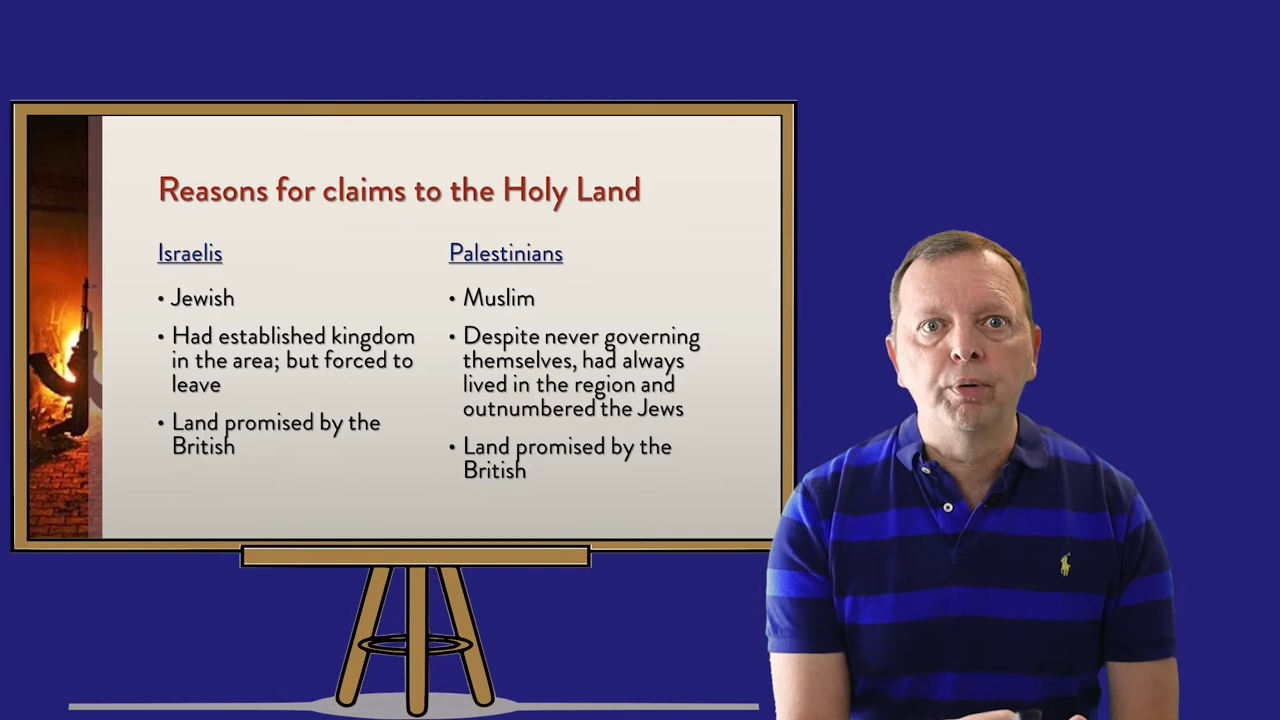 Reasons for claims to the Holy Land
Israelis
• Jewish
• Had established kingdom
in the area; but forced to
leave
• Land promised by the
British
Palestinians
• Muslim
• Despite never governing
themselves, had always
lived in the region and
outnumbered the Jews
• Land promised by the
British